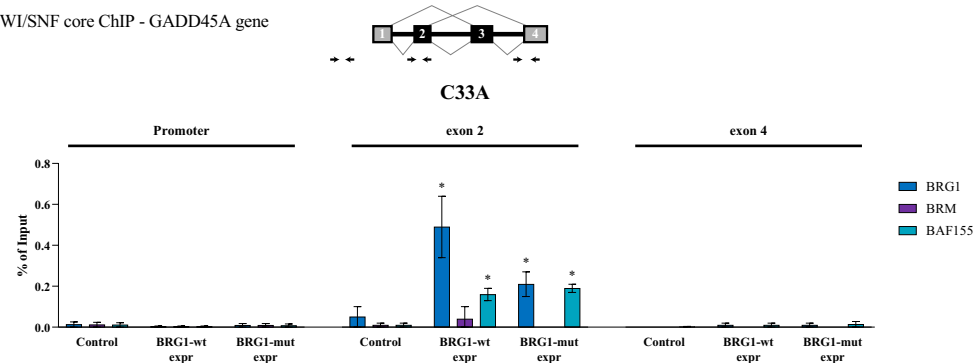 WI/SNF core ChIP - GADD45A gene
1 2 3 4
C33A
Promoter exon 2 exon 4
0.8
0.6
0.4
0.2
0.0
% of Input
* * * *
BRG1
BRM
BAF155
Control BRG1-wt BRG1-mut Control BRG1-wt BRG1-mut Control BRG1-wt BRG1-mut
expr expr expr expr expr expr